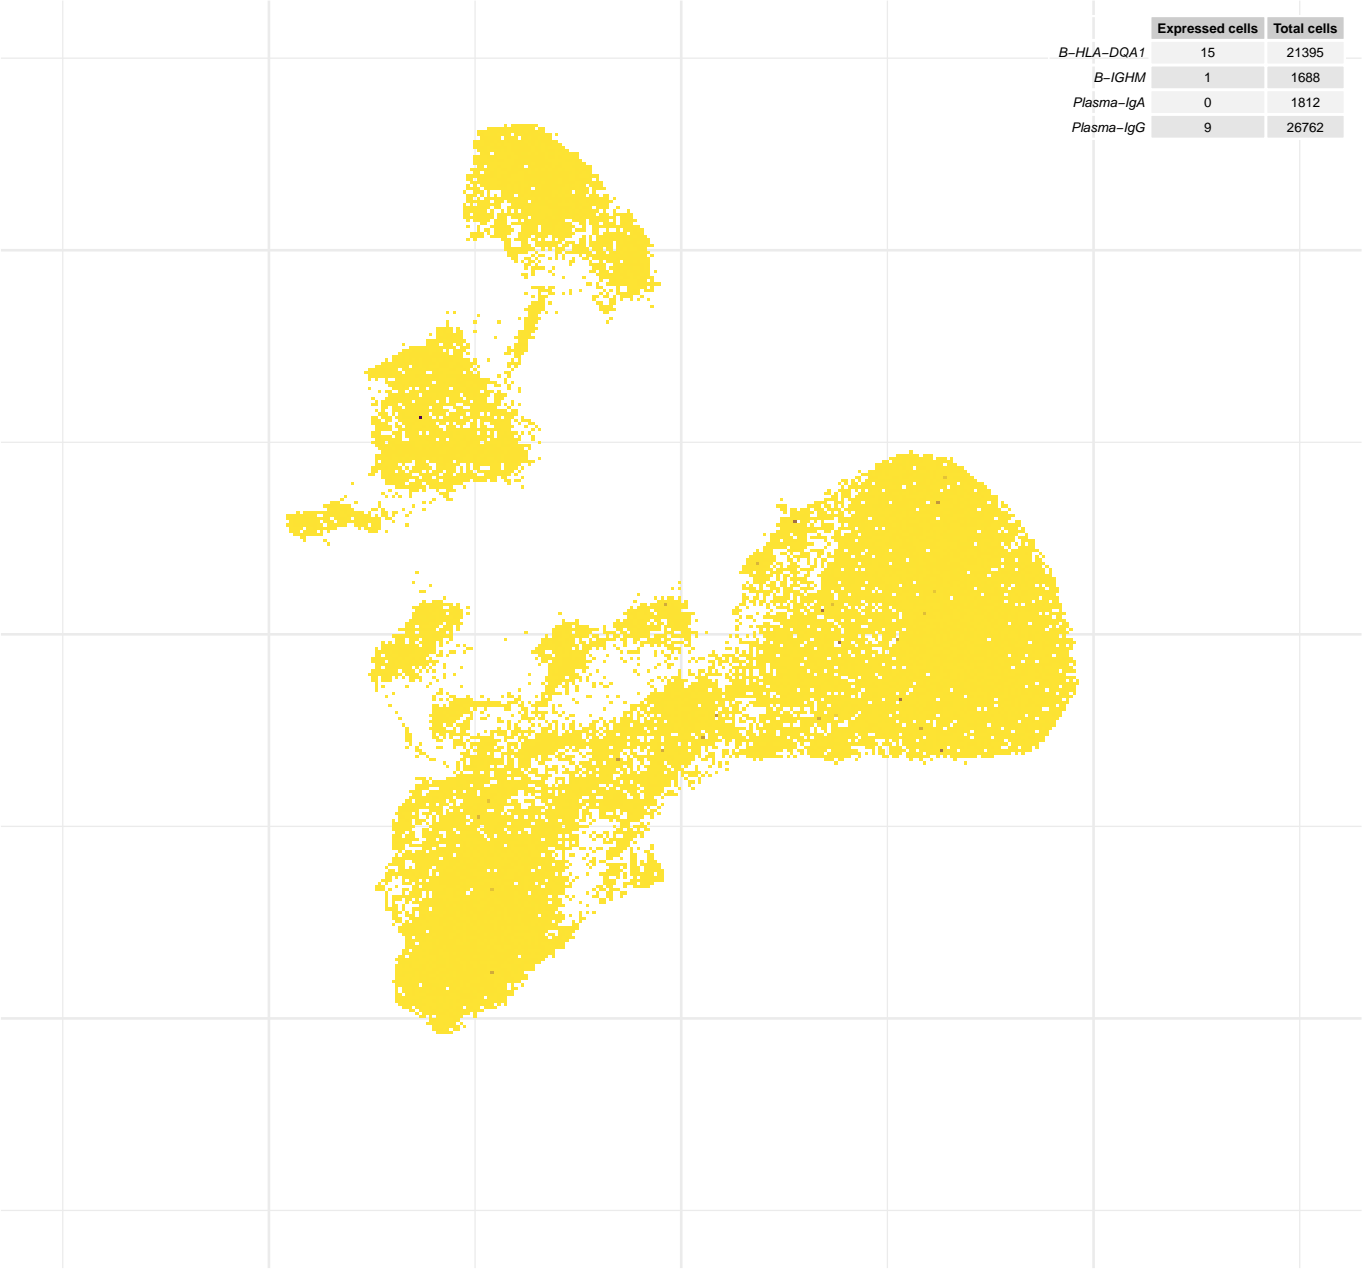 Expressed cells Total cells
B−HLA−DQA1 15 21395
B−IGHM 1 1688
Plasma−IgA 0 1812
Plasma−IgG 9 26762